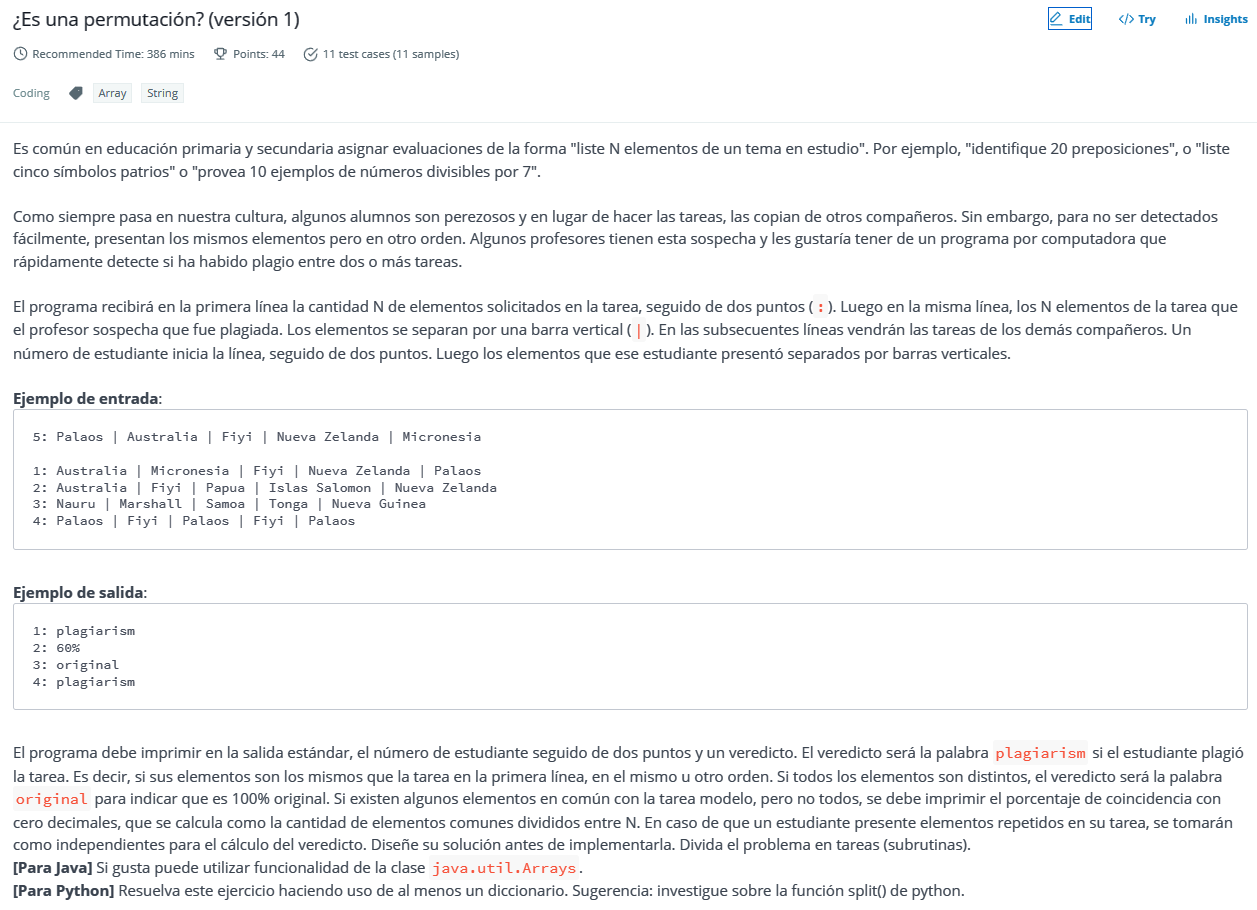 ¿Es una permutación? (versión 1)
Edit
</> Try
Insights
Recommended Time: 386 mins
Points: 44
11 test cases (11 samples)
Coding
Array
String
Es común en educación primaria y secundaria asignar evaluaciones de la forma "liste N elementos de un tema en estudio". Por ejemplo, "identifique 20 preposiciones", o "liste
cinco símbolos patrios" o "provea 10 ejemplos de números divisibles por 7".
Como siempre pasa en nuestra cultura, algunos alumnos son perezosos y en lugar de hacer las tareas, las copian de otros compañeros. Sin embargo, para no ser detectados
fácilmente, presentan los mismos elementos pero en otro orden. Algunos profesores tienen esta sospecha y les gustaría tener de un programa por computadora que
rápidamente detecte si ha habido plagio entre dos o más tareas.
El programa recibirá en la primera línea la cantidad N de elementos solicitados en la tarea, seguido de dos puntos ( : ). Luego en la misma línea, los N elementos de la tarea que
el profesor sospecha que fue plagiada. Los elementos se separan por una barra vertical ( | ). En las subsecuentes líneas vendrán las tareas de los demás compañeros. Un
número de estudiante inicia la línea, seguido de dos puntos. Luego los elementos que ese estudiante presentó separados por barras verticales.
Ejemplo de entrada:
5: Palaos | Australia | Fiyi | Nueva Zelanda | Micronesia
1: Australia | Micronesia | Fiyi | Nueva Zelanda | Palaos
2: Australia | Fiyi | Papua | Islas Salomon | Nueva Zelanda
3: Nauru | Marshall | Samoa | Tonga | Nueva Guinea
4: Palaos | Fiyi | Palaos | Fiyi | Palaos
Ejemplo de salida:
1: plagiarism
2: 60%
3: original
4: plagiarism
El programa debe imprimir en la salida estándar, el número de estudiante seguido de dos puntos y un veredicto. El veredicto será la palabra plagiarism si el estudiante plagió
la tarea. Es decir, si sus elementos son los mismos que la tarea en la primera línea, en el mismo u otro orden. Si todos los elementos son distintos, el veredicto será la palabra
original para indicar que es 100% original. Si existen algunos elementos en común con la tarea modelo, pero no todos, se debe imprimir el porcentaje de coincidencia con
cero decimales, que se calcula como la cantidad de elementos comunes divididos entre N. En caso de que un estudiante presente elementos repetidos en su tarea, se tomarán
como independientes para el cálculo del veredicto. Diseñe su solución antes de implementarla. Divida el problema en tareas (subrutinas).
[Para Java] Si gusta puede utilizar funcionalidad de la clase java.util.Arrays.
[Para Python] Resuelva este ejercicio haciendo uso de al menos un diccionario. Sugerencia: investigue sobre la función split() de python.